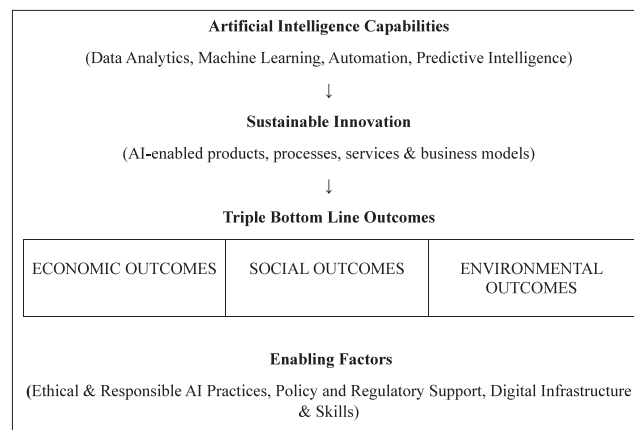 Artificial Intelligence Capabilities
(Data Analytics, Machine Learning, Automation, Predictive Intelligence)
↓
Sustainable Innovation
(AI-enabled products, processes, services & business models)
↓
Triple Bottom Line Outcomes
ECONOMIC OUTCOMES
SOCIAL OUTCOMES
ENVIRONMENTAL
OUTCOMES
Enabling Factors
(Ethical & Responsible AI Practices, Policy and Regulatory Support, Digital Infrastructure
& Skills)